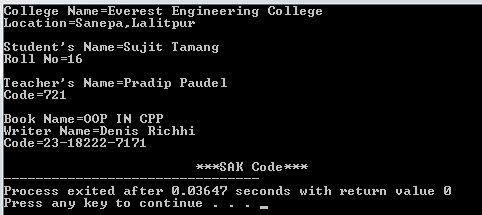 College Name=Everest Engineering College
Location=Sanepa,Lalitpur
Student's Name=Sujit Tamang
Roll No=16
Teacher's Name=Pradip Paudel
Code=721
Book Name=OOP IN CPP
Writer Name=Denis Richhi
Code=23-18222-7171
***SAK Code***
--------------------------------
Process exited after 0.03647 seconds with return value 0
Press any key to continue . . . _